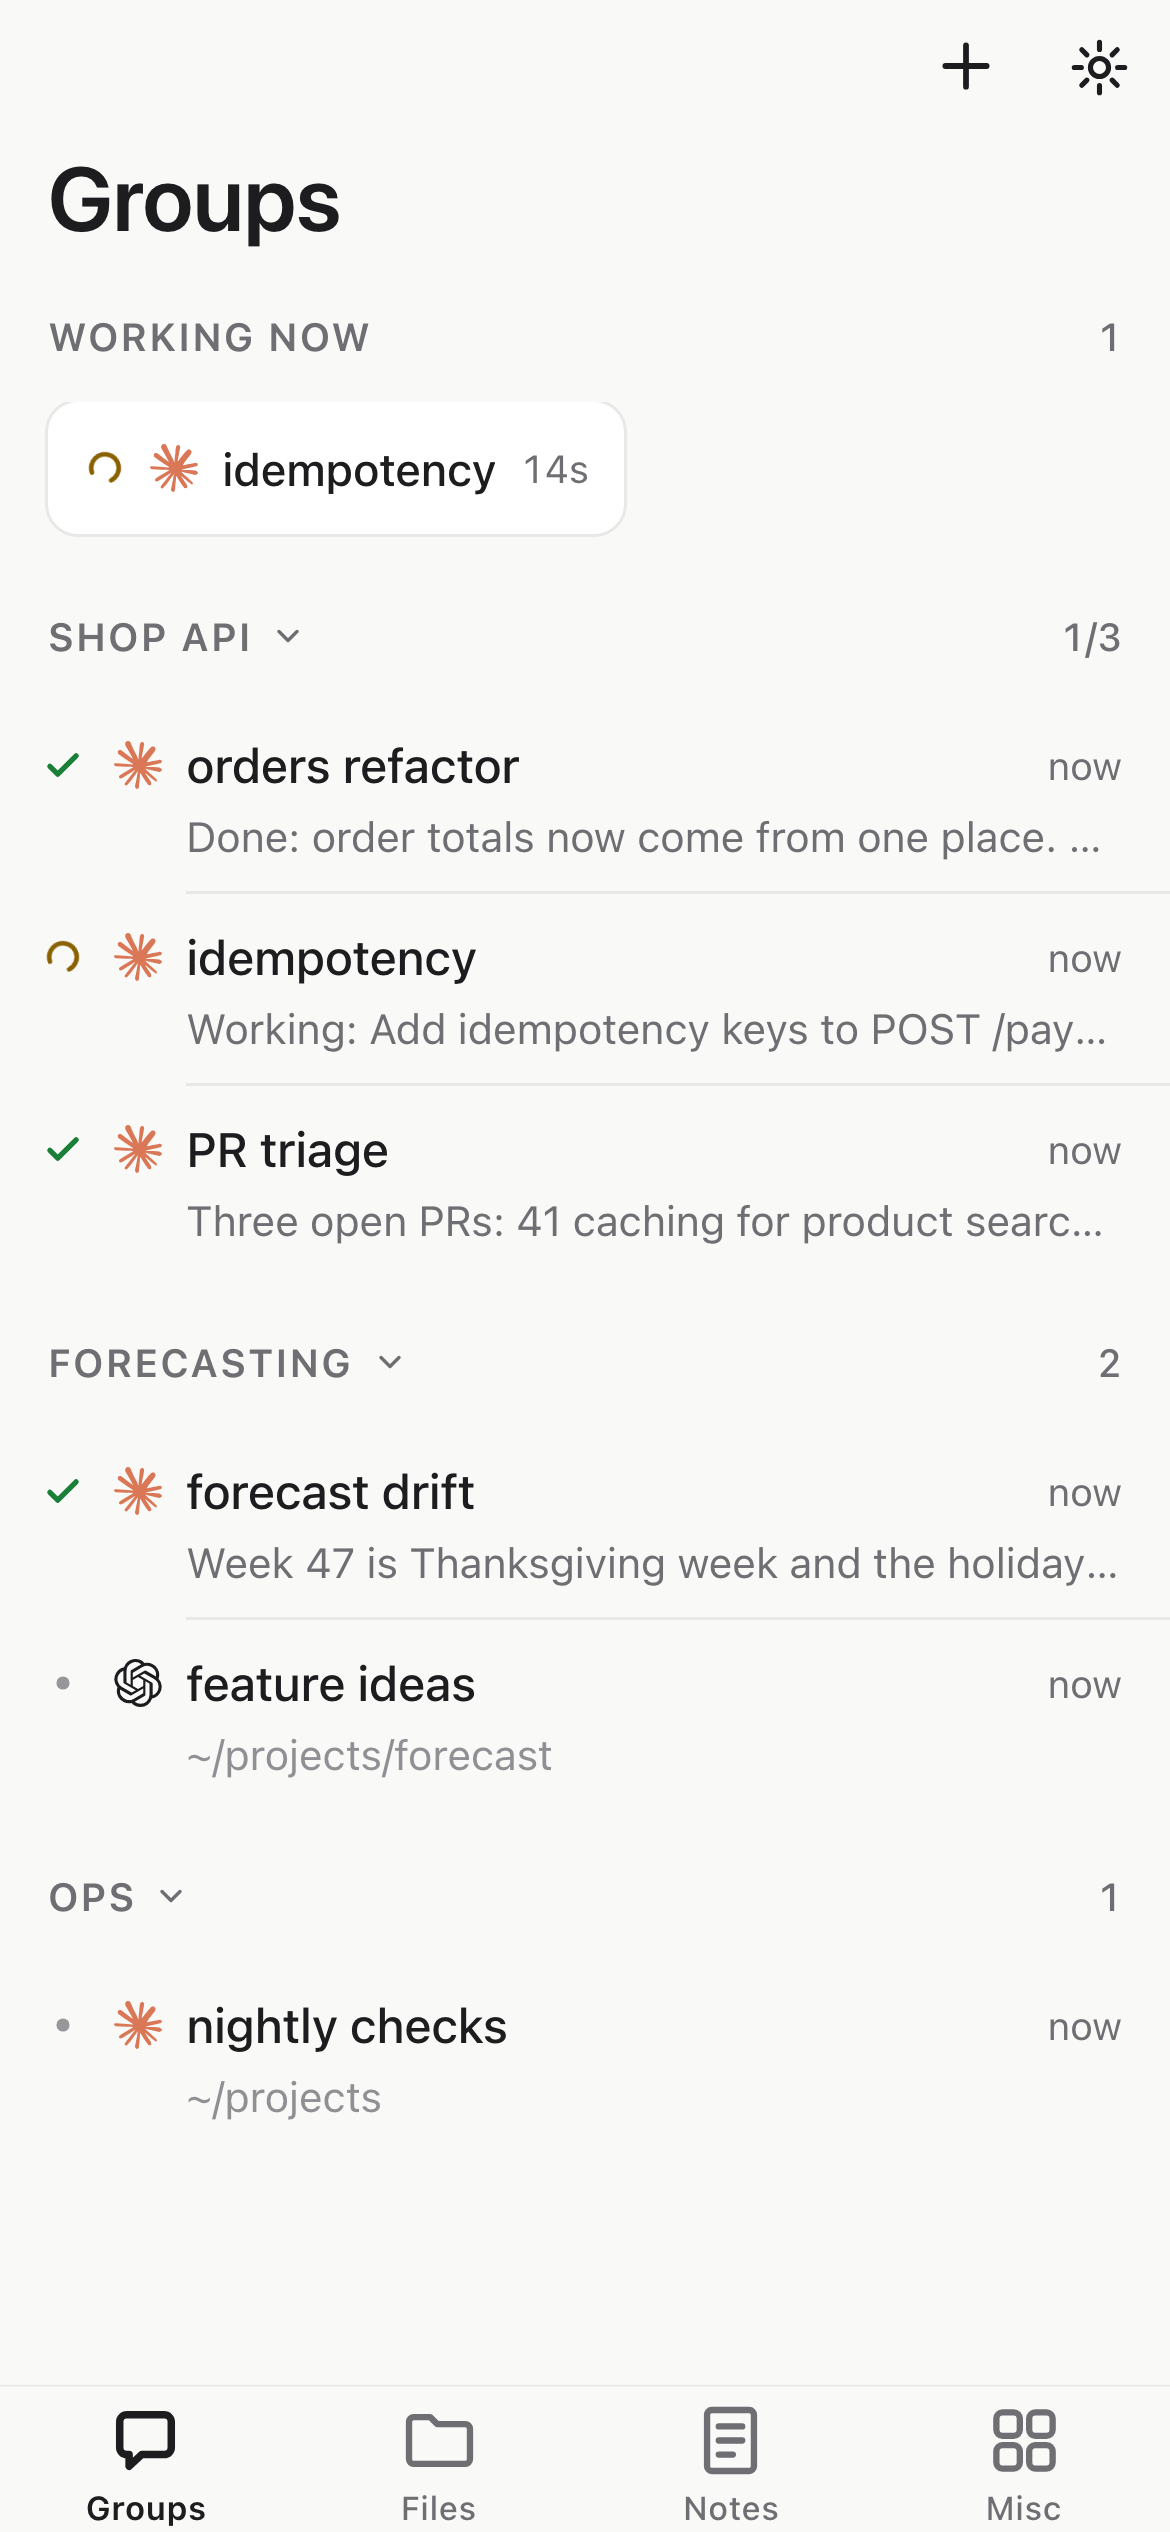 Groups
WORKING NOW 1
idempotency 14s
SHOP API 1/3
orders refactor now
Done: order totals now come from one place. ...
idempotency now
Working: Add idempotency keys to POST /pay...
PR triage now
Three open PRs: 41 caching for product searc...
FORECASTING 2
forecast drift now
Week 47 is Thanksgiving week and the holiday...
feature ideas now
~/projects/forecast
OPS 1
nightly checks now
~/projects
Groups Files Notes Misc